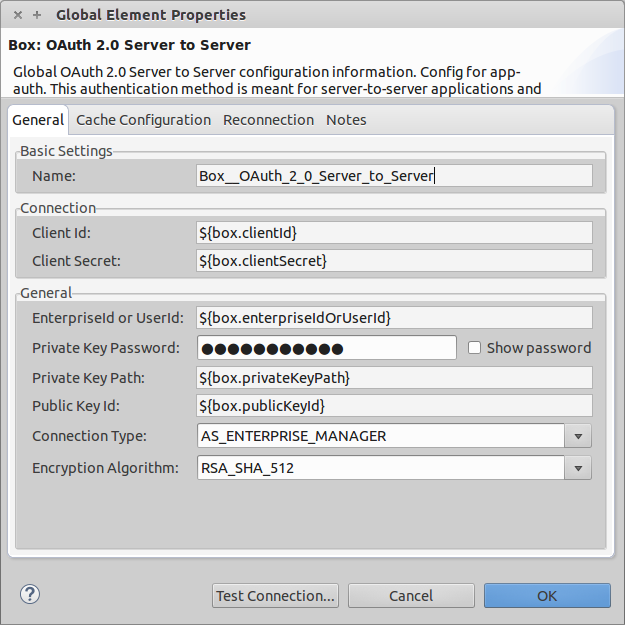 Global Element Properties
Box: OAuth 2.0 Server to Server
Global OAuth 2.0 Server to Server configuration information. Config for app-
auth. This authentication method is meant for server-to-server applications and
General Cache Configuration Reconnection Notes
Basic Settings
Name: Box__OAuth_2_0_Server_to_Server
Connection
Client Id: ${box.clientId}
Client Secret: ${box.clientSecret}
General
EnterpriseId or UserId: ${box.enterpriseIdOrUserId}
Private Key Password: ●●●●●●●●●●● Show password
Private Key Path: ${box.privateKeyPath}
Public Key Id: ${box.publicKeyId}
Connection Type: AS_ENTERPRISE_MANAGER
Encryption Algorithm: RSA_SHA_512
? Test Connection... Cancel OK